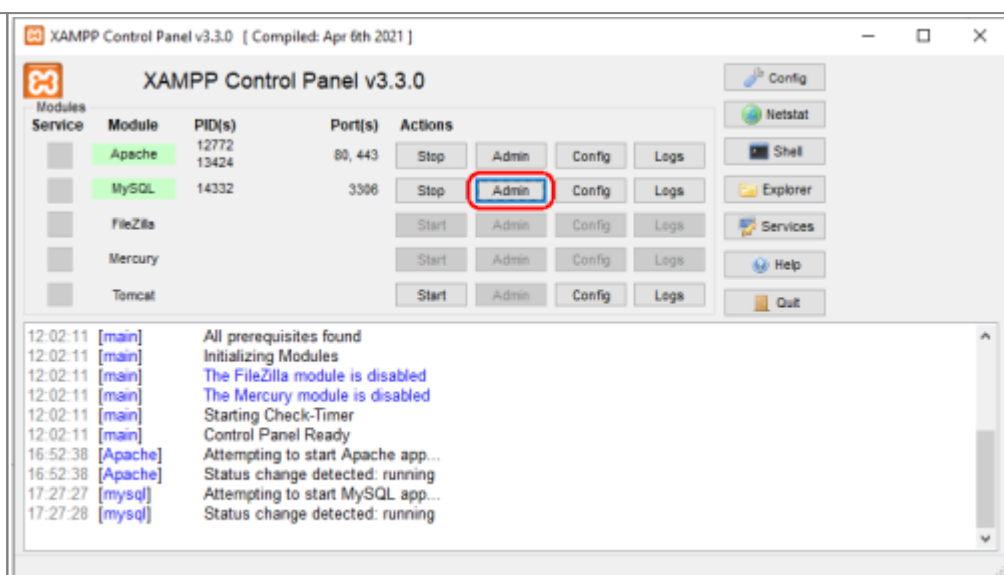 XAMPP Control Panel v3.3.0 [ Compiled: Apr 6th 2021 ]
XAMPP Control Panel v3.3.0
Config
Modules
Service Module PID(s) Port(s) Actions
Netstat
Apache 12772 13424 80, 443 Stop Admin Config Logs
Shell
MySQL 14332 3306 Stop Admin Config Logs
Explorer
FileZilla Start Admin Config Logs
Services
Mercury Start Admin Config Logs
Help
Tomcat Start Admin Config Logs
Quit
12:02:11 [main] All prerequisites found
12:02:11 [main] Initializing Modules
12:02:11 [main] The FileZilla module is disabled
12:02:11 [main] The Mercury module is disabled
12:02:11 [main] Starting Check-Timer
12:02:11 [main] Control Panel Ready
16:52:38 [Apache] Attempting to start Apache app...
16:52:38 [Apache] Status change detected: running
17:27:27 [mysql] Attempting to start MySQL app...
17:27:28 [mysql] Status change detected: running